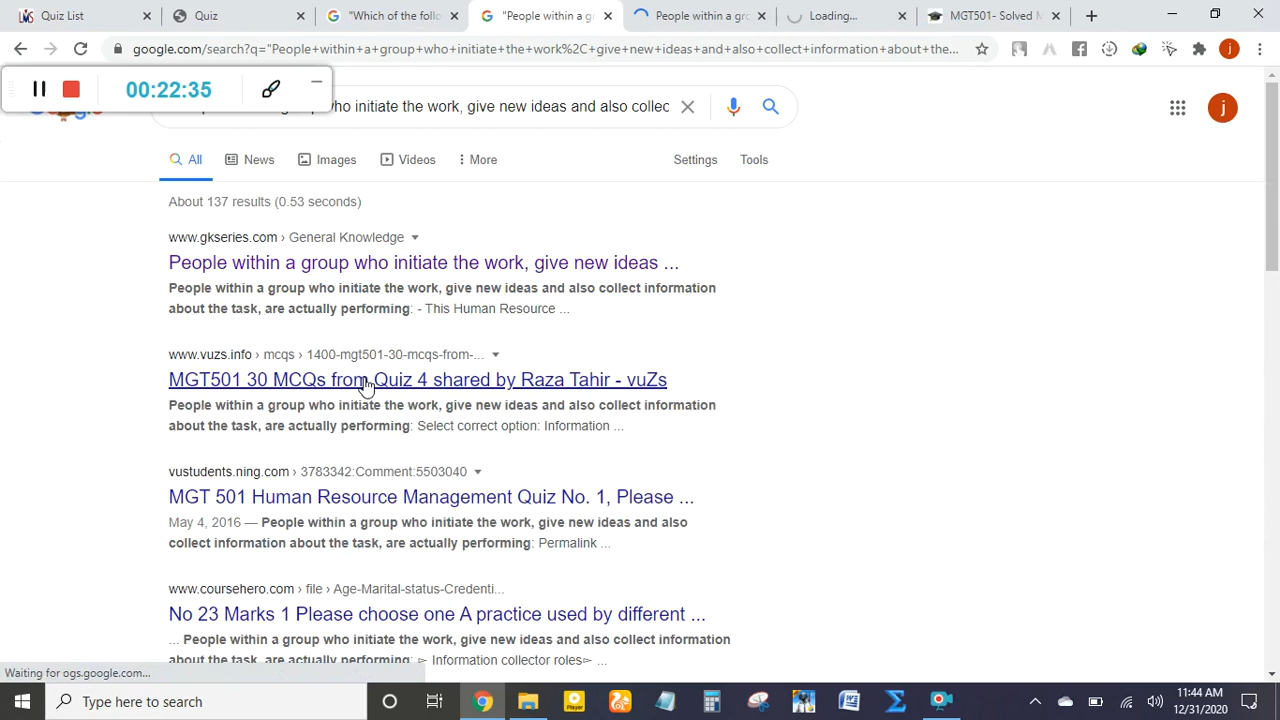 Quiz List
Quiz
"Which of the follo
"People within a g
People within a gro
Loading...
MGT501- Solved M
google.com/search?q="People+within+a+group+who+initiate+the+work%2C+give+new+ideas+and+also+collect+information+about+the...
j
00:22:35
ho initiate the work, give new ideas and also collec
j
All
News
Images
Videos
More
Settings
Tools
About 137 results (0.53 seconds)
www.gkseries.com › General Knowledge
People within a group who initiate the work, give new ideas ...
People within a group who initiate the work, give new ideas and also collect information
about the task, are actually performing: - This Human Resource ...
www.vuzs.info › mcqs › 1400-mgt501-30-mcqs-from-...
MGT501 30 MCQs from Quiz 4 shared by Raza Tahir - vuZs
People within a group who initiate the work, give new ideas and also collect information
about the task, are actually performing: Select correct option: Information ...
vustudents.ning.com › 3783342:Comment:5503040
MGT 501 Human Resource Management Quiz No. 1, Please ...
May 4, 2016 — People within a group who initiate the work, give new ideas and also
collect information about the task, are actually performing: Permalink ...
www.coursehero.com › file › Age-Marital-status-Credenti...
No 23 Marks 1 Please choose one A practice used by different ...
... People within a group who initiate the work, give new ideas and also collect information
about the task, are actually performing: ► Information collector roles► ...
Waiting for ogs.google.com...
Type here to search
11:44 AM
12/31/2020